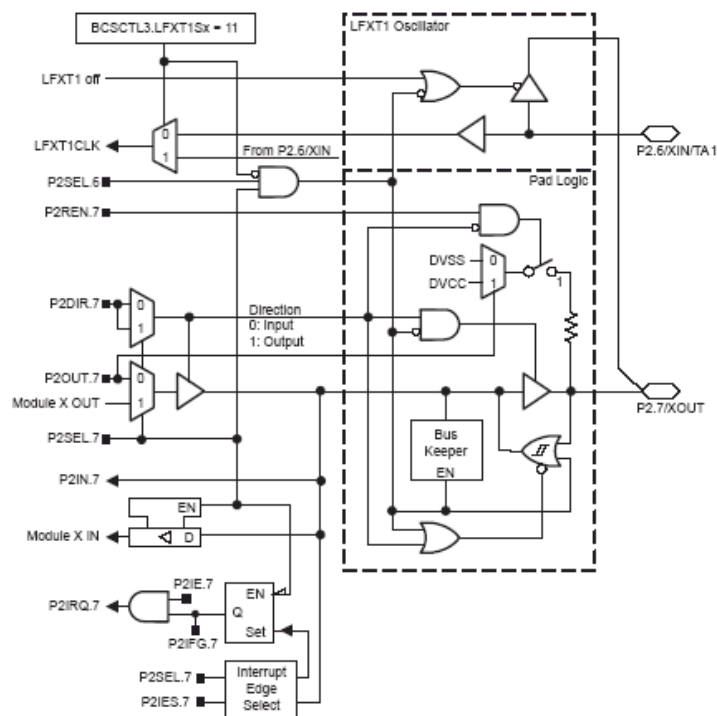 BCSCTL3.LFXT1Sx = 11
LFXT1 Oscillator
LFXT1 off
0
LFXT1CLK
1
From P2.6/XIN
P2.6/XIN/TA1
P2SEL.6
Pad Logic
P2REN.7
DVSS
0
DVCC
1
1
P2DIR.7
0
1
Direction
0: Input
1: Output
P2OUT.7
0
Module X OUT
1
P2.7/XOUT
P2SEL.7
Bus
Keeper
EN
P2IN.7
EN
Module X IN
D
P2IE.7
EN
P2IRQ.7
Q
P2IFG.7
Set
P2SEL.7
Interrupt
P2IES.7
Edge
Select